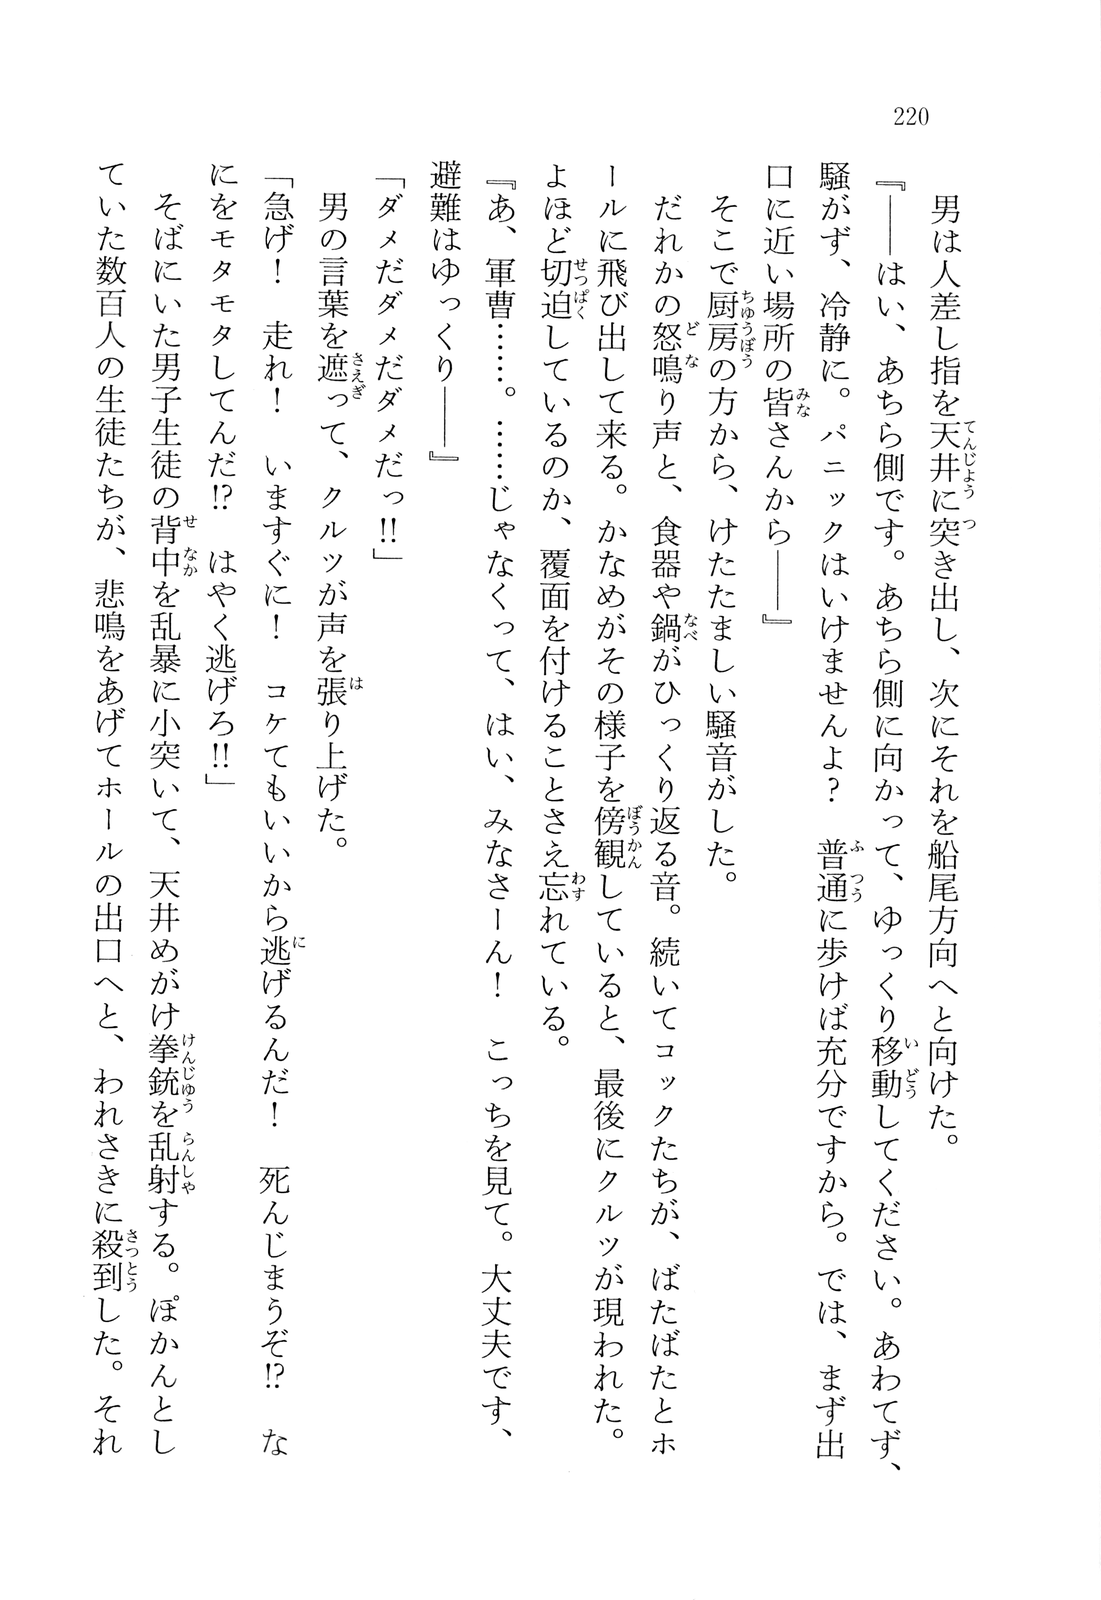 220
　男は人差し指を天井に突き出し、次にそれを船尾方向へと向けた。
『――はい、あちら側です。あちら側に向かって、ゆっくり移動してください。あわてず、
騒がず、冷静に。パニックはいけませんよ？　普通に歩けば充分ですから。では、まず出
口に近い場所の皆さんから――』
　そこで厨房の方から、けたたましい騒音がした。
　だれかの怒鳴り声と、食器や鍋がひっくり返る音。続いてコックたちが、ばたばたとホ
ールに飛び出して来る。かなめがその様子を傍観していると、最後にクルツが現われた。
よほど切迫しているのか、覆面を付けることさえ忘れている。
『あ、軍曹……。……じゃなくって、はい、みなさーん！　こっちを見て。大丈夫です、
避難はゆっくり――』
「ダメだダメだダメだっ!!」
　男の言葉を遮って、クルツが声を張り上げた。
「急げ！　走れ！　いますぐに！　コケてもいいから逃げるんだ！　死んじまうぞ!?　な
にをモタモタしてんだ!?　はやく逃げろ!!」
　そばにいた男子生徒の背中を乱暴に小突いて、天井めがけ拳銃を乱射する。ぽかんとし
ていた数百人の生徒たちが、悲鳴をあげてホールの出口へと、われさきに殺到した。それ